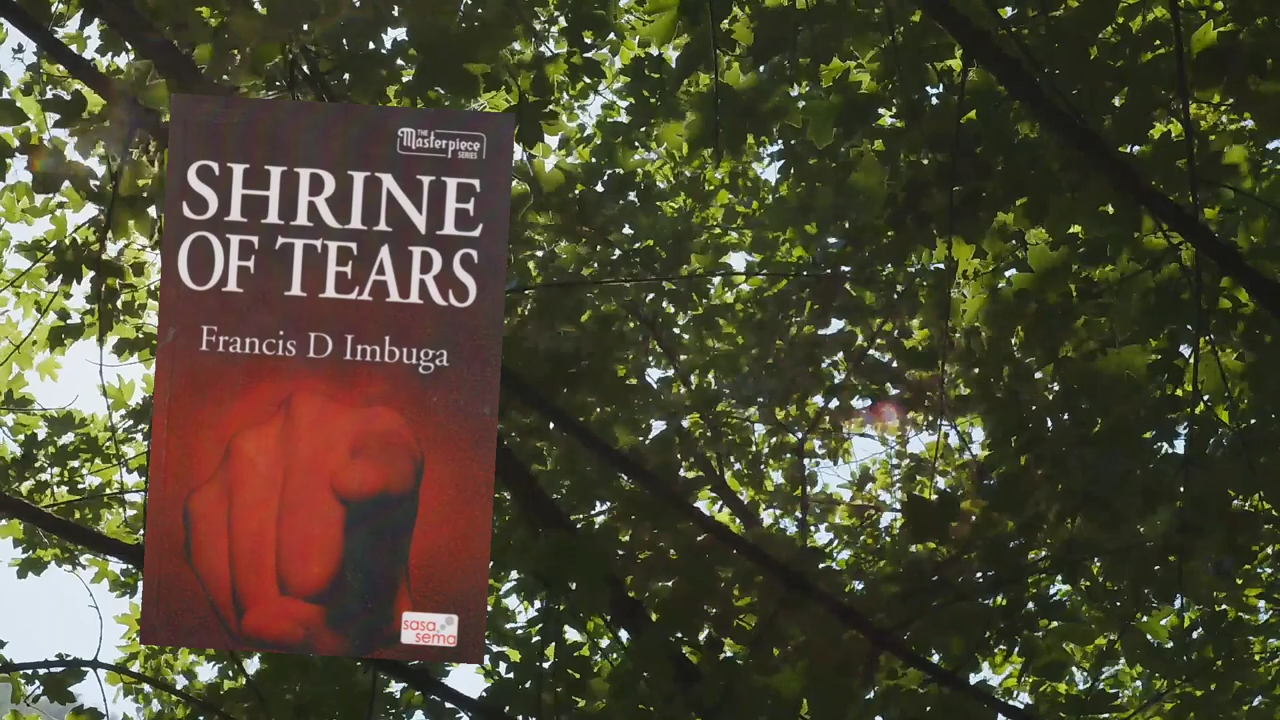 THE
Masterpiece
SERIES
SHRINE
OF TEARS
Francis D Imbuga
sasa
sema